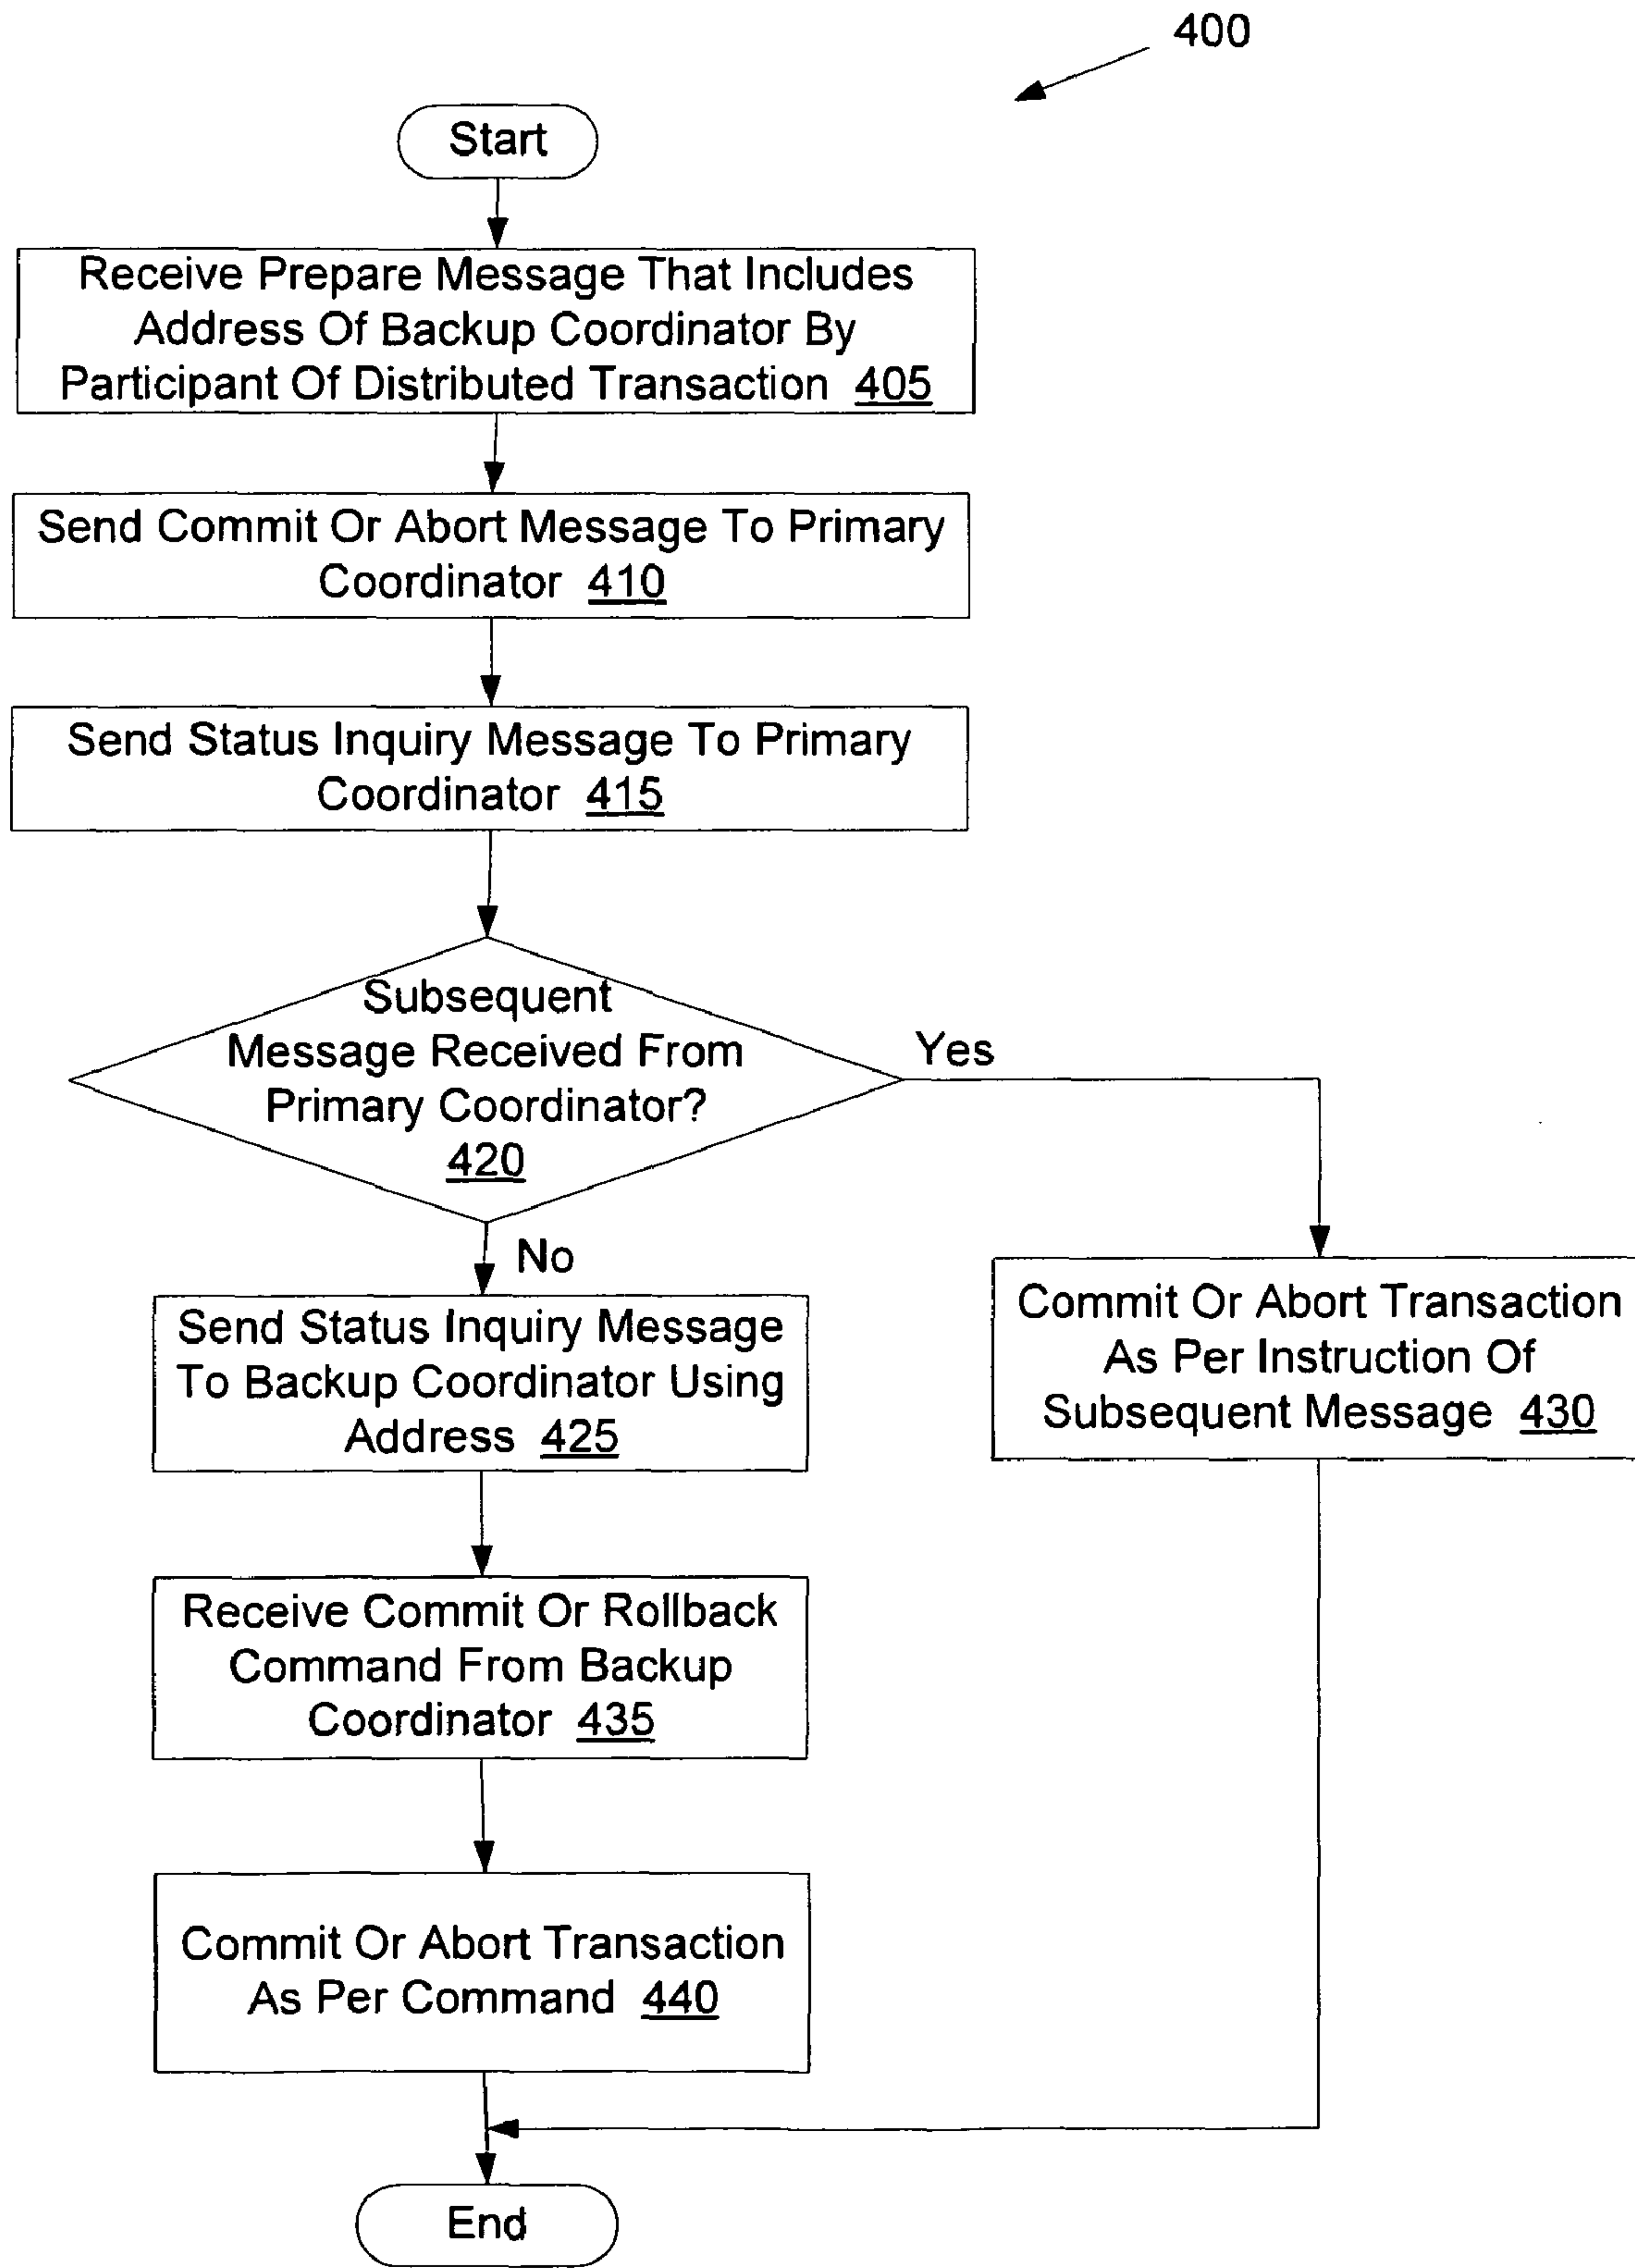 400
Start
Receive Prepare Message That Includes
Address Of Backup Coordinator By
Participant Of Distributed Transaction 405
Send Commit Or Abort Message To Primary
Coordinator 410
Send Status Inquiry Message To Primary
Coordinator 415
Subsequent
Message Received From
Primary Coordinator?
420
Yes
No
Send Status Inquiry Message
To Backup Coordinator Using
Address 425
Commit Or Abort Transaction
As Per Instruction Of
Subsequent Message 430
Receive Commit Or Rollback
Command From Backup
Coordinator 435
Commit Or Abort Transaction
As Per Command 440
End